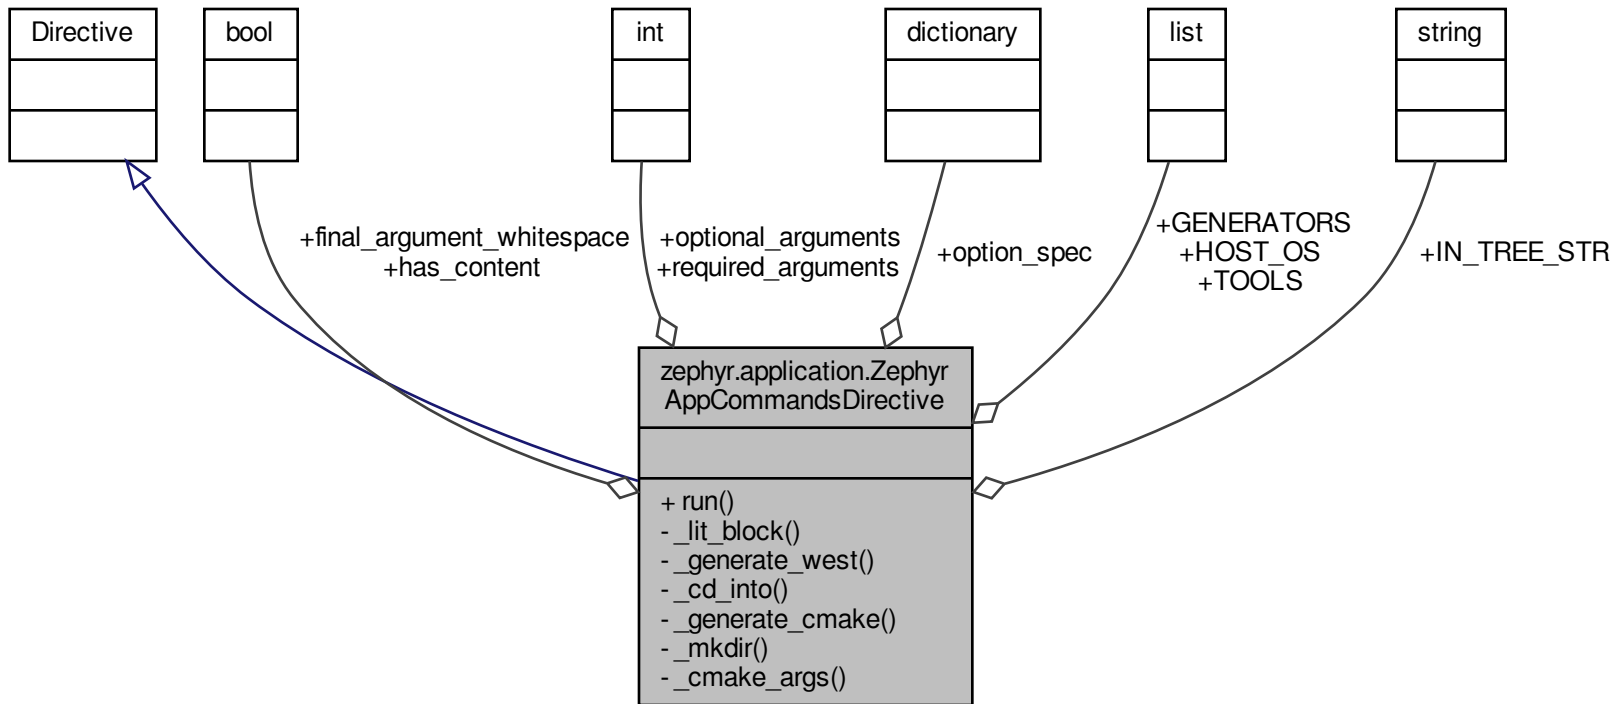 Directive
bool
int
dictionary
list
string
+final_argument_whitespace
+has_content
+optional_arguments
+required_arguments
+option_spec
+GENERATORS
+HOST_OS
+TOOLS
+IN_TREE_STR
zephyr.application.Zephyr
AppCommandsDirective
+ run()
- _lit_block()
- _generate_west()
- _cd_into()
- _generate_cmake()
- _mkdir()
- _cmake_args()